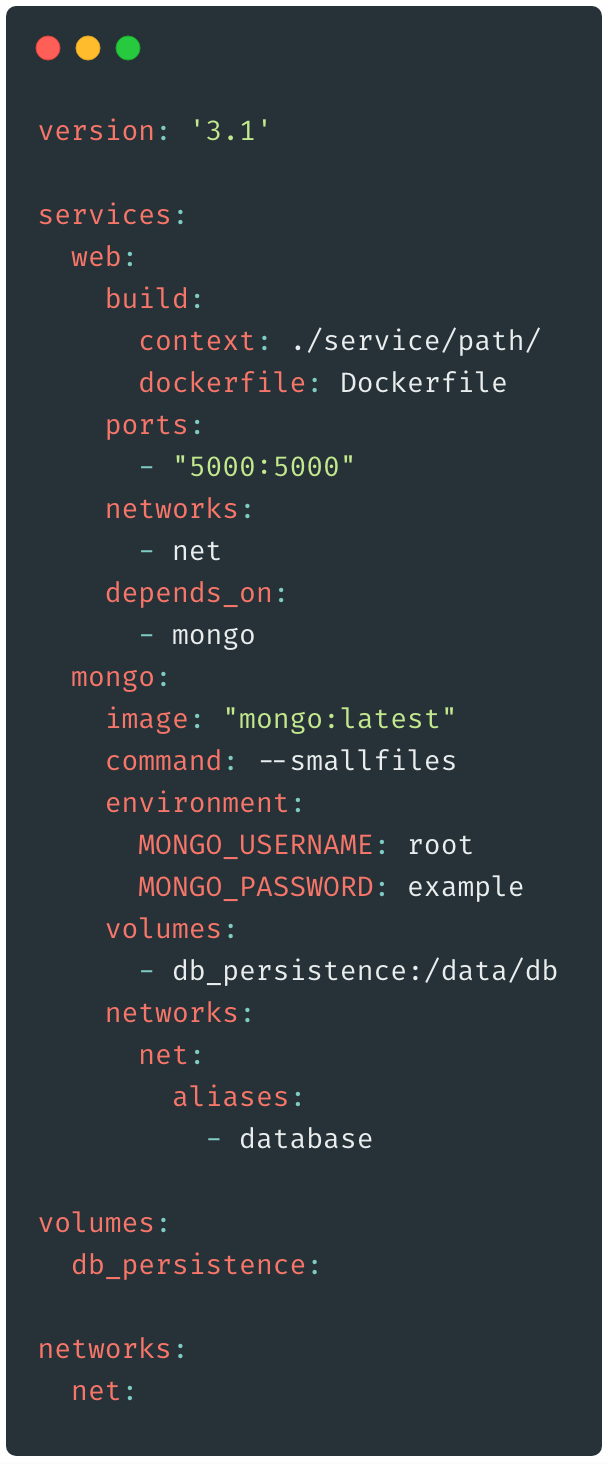 version: '3.1'

services:
  web:
    build:
      context: ./service/path/
      dockerfile: Dockerfile
    ports:
      - "5000:5000"
    networks:
      - net
    depends_on:
      - mongo
  mongo:
    image: "mongo:latest"
    command: --smallfiles
    environment:
      MONGO_USERNAME: root
      MONGO_PASSWORD: example
    volumes:
      - db_persistence:/data/db
    networks:
      net:
        aliases:
          - database

volumes:
  db_persistence:

networks:
  net: